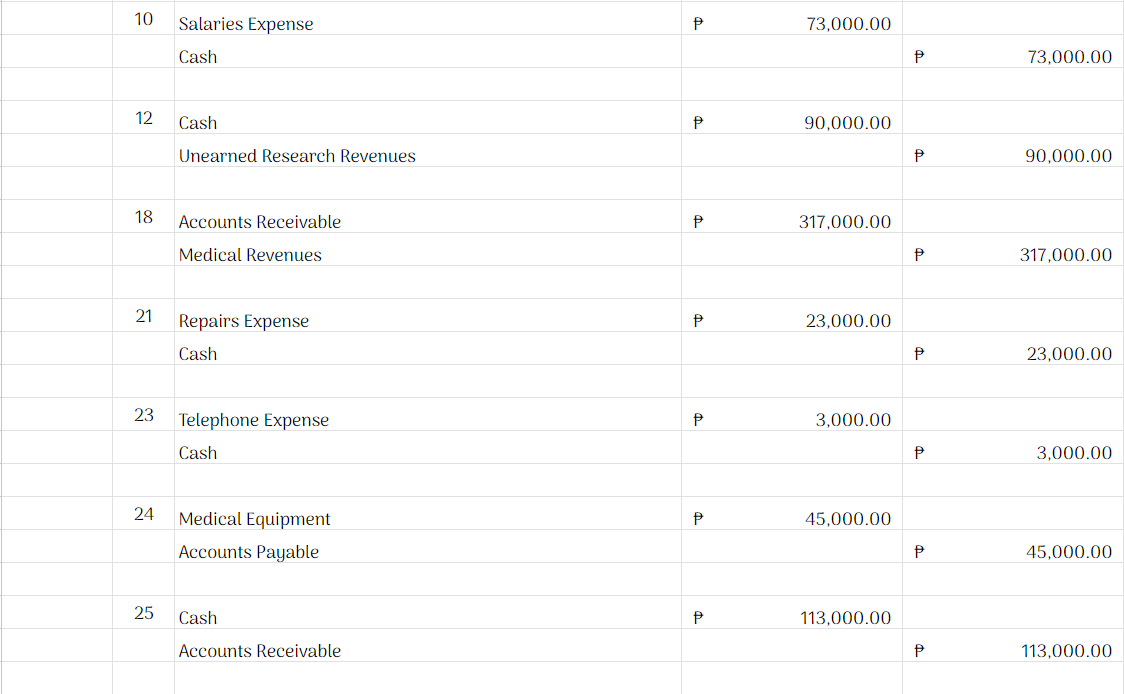 10 Salaries Expense ₱ 73,000.00
Cash ₱ 73,000.00
12 Cash ₱ 90,000.00
Unearned Research Revenues ₱ 90,000.00
18 Accounts Receivable ₱ 317,000.00
Medical Revenues ₱ 317,000.00
21 Repairs Expense ₱ 23,000.00
Cash ₱ 23,000.00
23 Telephone Expense ₱ 3,000.00
Cash ₱ 3,000.00
24 Medical Equipment ₱ 45,000.00
Accounts Payable ₱ 45,000.00
25 Cash ₱ 113,000.00
Accounts Receivable ₱ 113,000.00